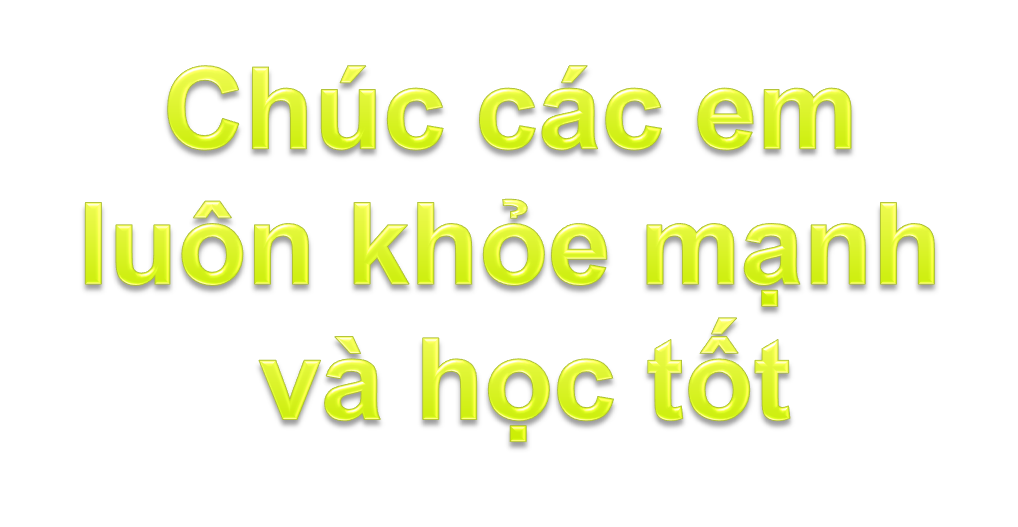 Chúc các em
luôn khỏe mạnh
và học tốt